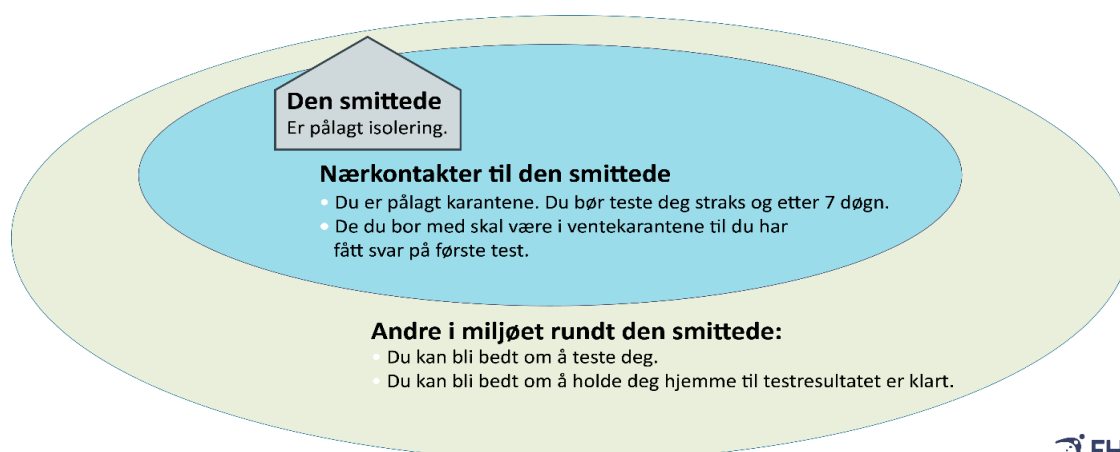 Den smittede
Er pålagt isolering.
Nærkontakter til den smittede
• Du er pålagt karantene. Du bør teste deg straks og etter 7 døgn.
• De du bor med skal være i ventekarantene til du har
fått svar på første test.
Andre i miljøet rundt den smittede:
• Du kan bli bedt om å teste deg.
• Du kan bli bedt om å holde deg hjemme til testresultatet er klart.